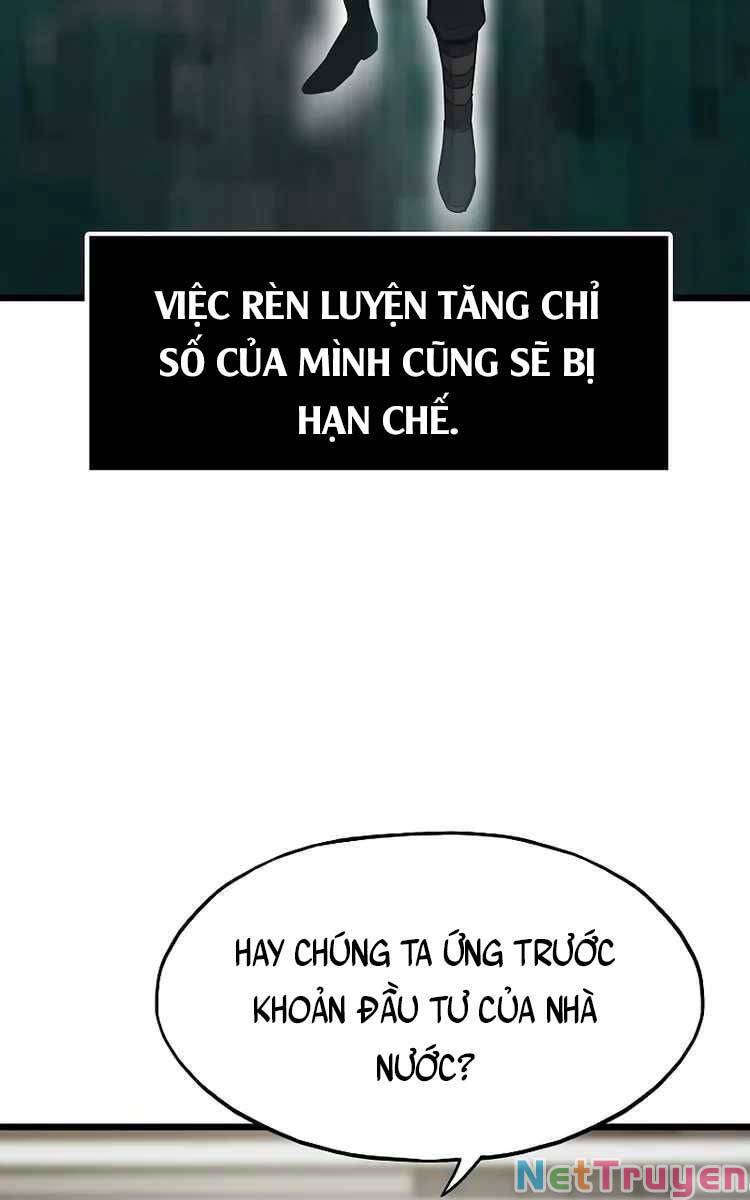 VIỆC RÈN LUYỆN TĂNG CHỈ
SỐ CỦA MÌNH CŨNG SẼ BỊ
HẠN CHẾ.
HAY CHÚNG TA ỨNG TRƯỚC
KHOẢN ĐẦU TƯ CỦA NHÀ
NƯỚC?
NetTruyen